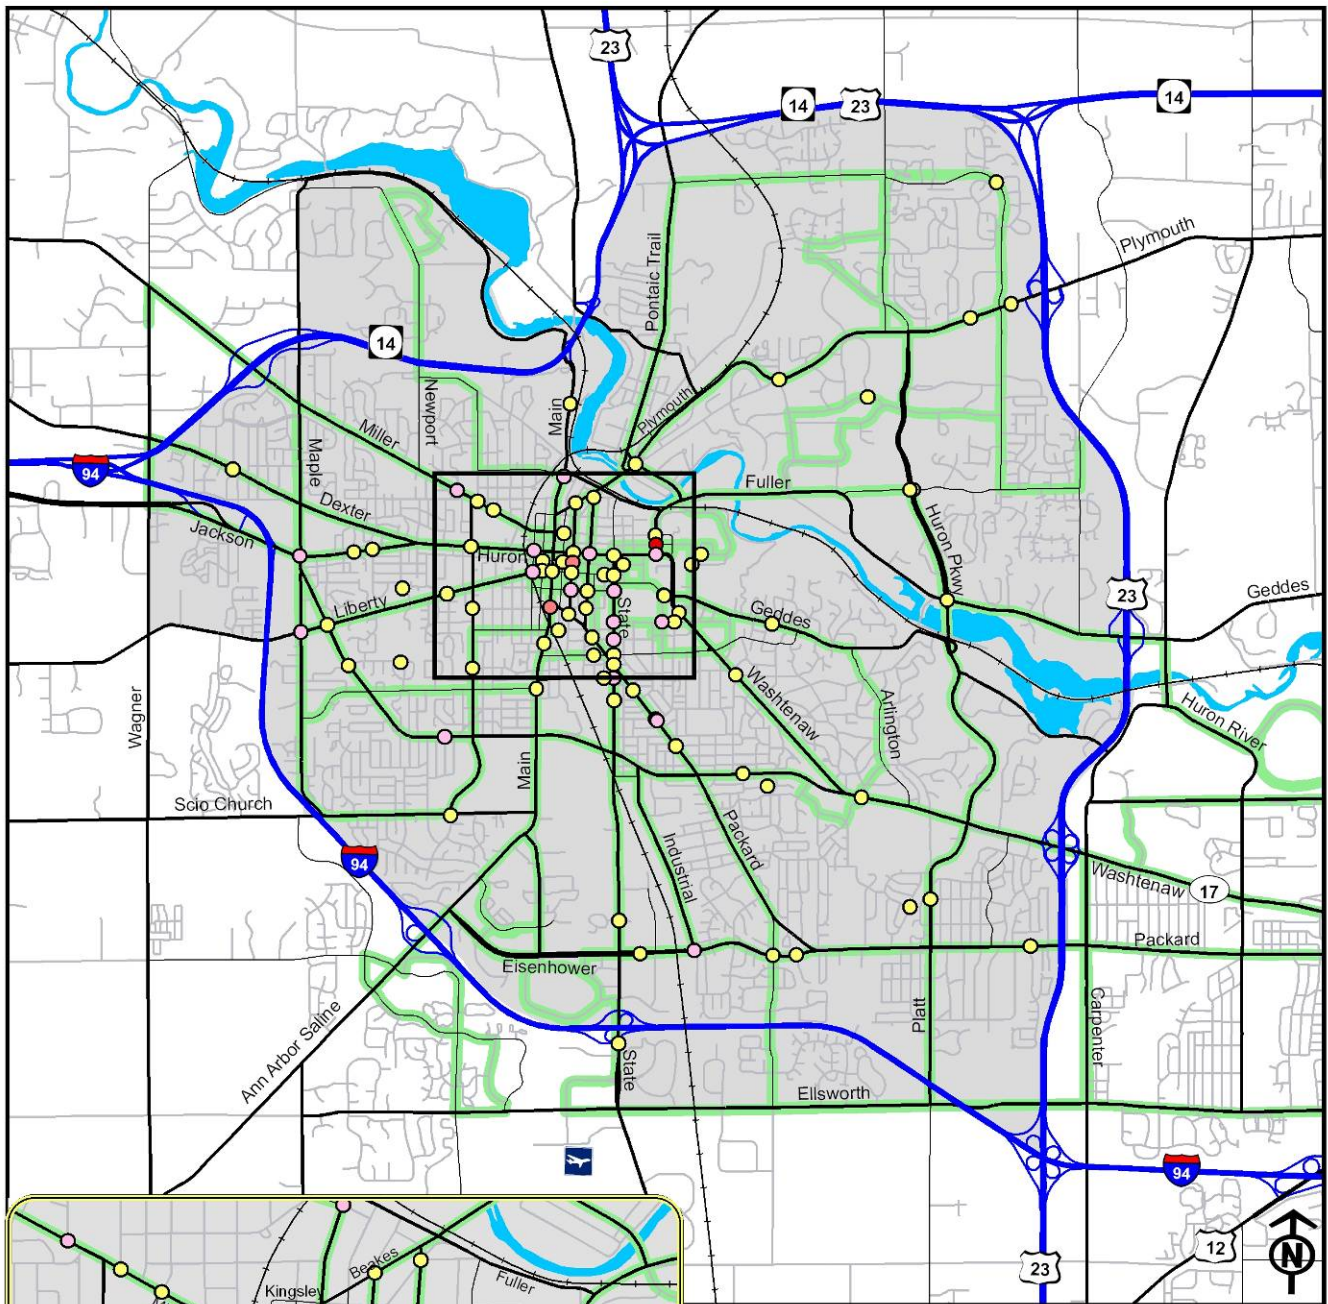 23
14
23
14
Plymouth
Pontaic Trail
14
Newport
Main
Plymouth
Miller
Maple
94
Dexter
Fuller
Jackson
Huron
Huron Pkwy
23
Geddes
Liberty
State
Geddes
Wagner
Washtenaw
Arlington
Huron River
Main
Scio Church
Packard
Industrial
94
Washtenaw
17
Packard
Eisenhower
Platt
Carpenter
Ann Arbor Saline
State
Ellsworth
94
12
23
N
Beakes
Kingsley
Fuller